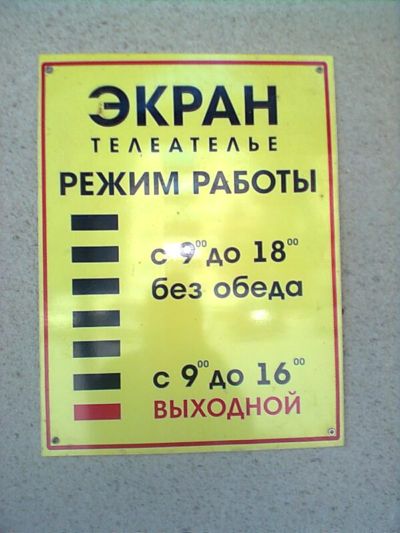 ЭКРАН
ТЕЛЕАТЕЛЬЕ
РЕЖИМ РАБОТЫ
с 9⁰⁰ до 18⁰⁰
без обеда
с 9⁰⁰ до 16⁰⁰
ВЫХОДНОЙ